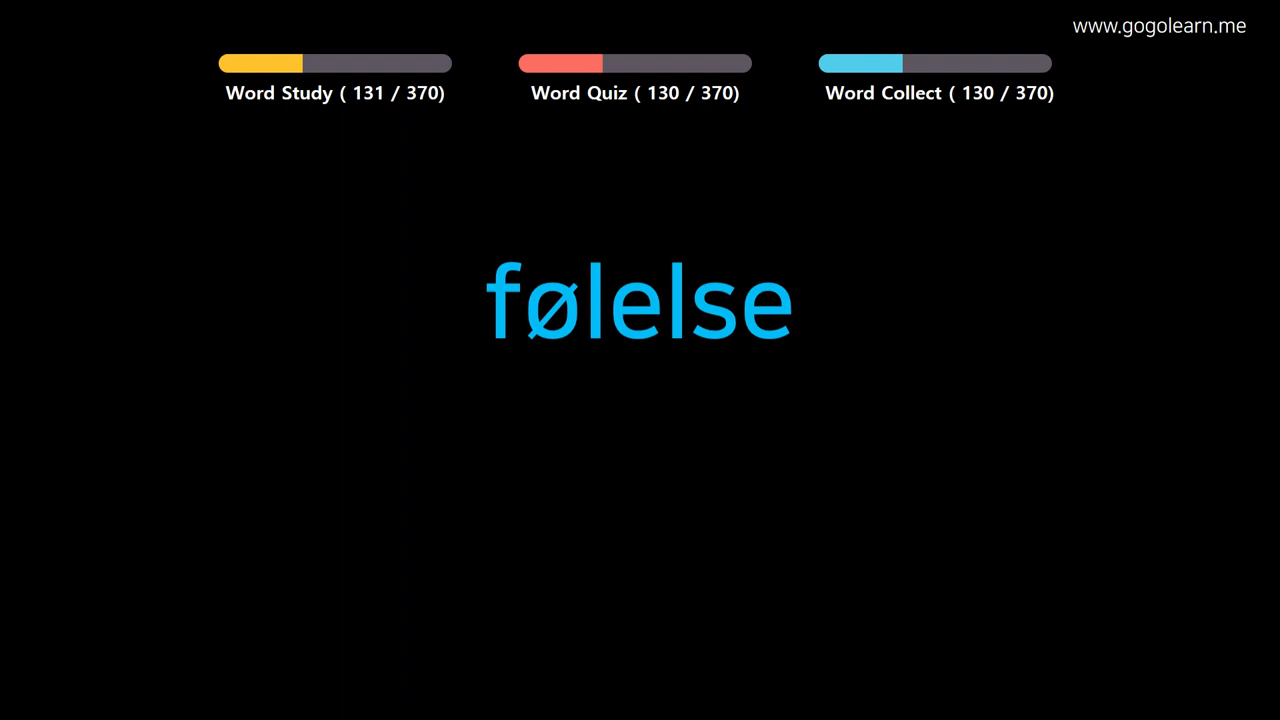 www.gogolearn.me
Word Study ( 131 / 370)
Word Quiz ( 130 / 370)
Word Collect ( 130 / 370)
følelse